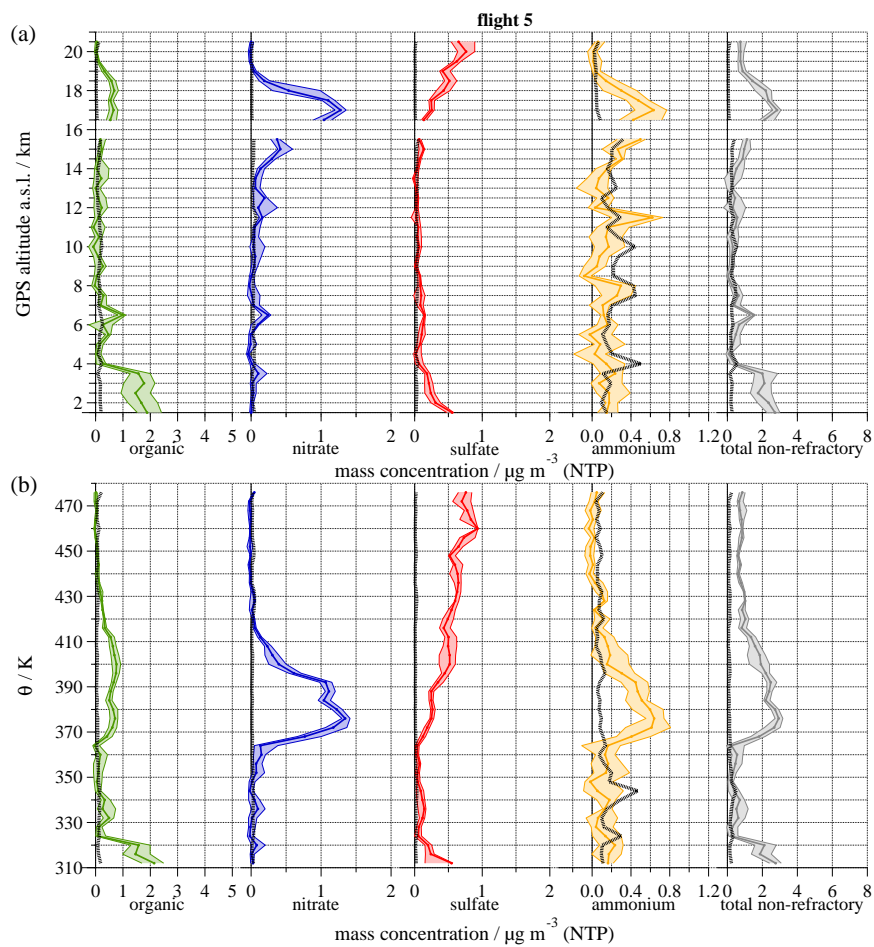 flight 5
(a)
GPS altitude a.s.l. / km
20
18
16
14
12
10
8
6
4
2
0 1 2 3 4 5 0 1 2 0 1 2 0.0 0.4 0.8 1.2 0 2 4 6 8
organic nitrate sulfate ammonium total non-refractory
mass concentration / µg m⁻³ (NTP)
(b)
θ / K
470
450
430
410
390
370
350
330
310
0 1 2 3 4 5 0 1 2 0 1 2 0.0 0.4 0.8 1.2 0 2 4 6 8
organic nitrate sulfate ammonium total non-refractory
mass concentration / µg m⁻³ (NTP)